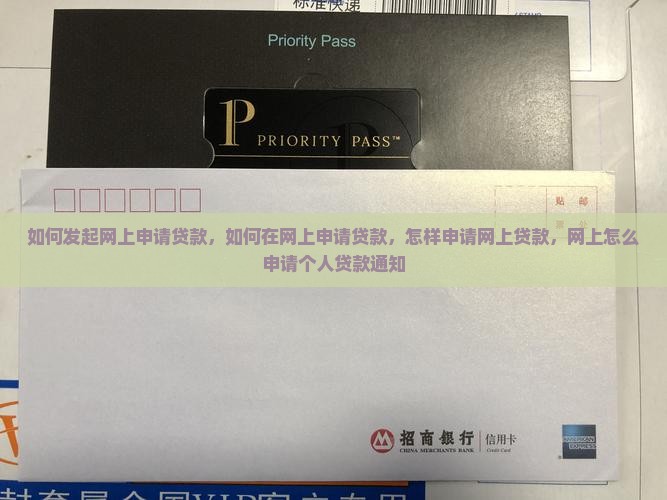 标准快递
Priority Pass
P PRIORITY PASS™
贴 邮
如何发起网上申请贷款，如何在网上申请贷款，怎样申请网上贷款，网上怎么
申请个人贷款通知
招商银行 信用卡
CHINA MERCHANTS BANK Credit Card
AMERICAN
EXPRESS